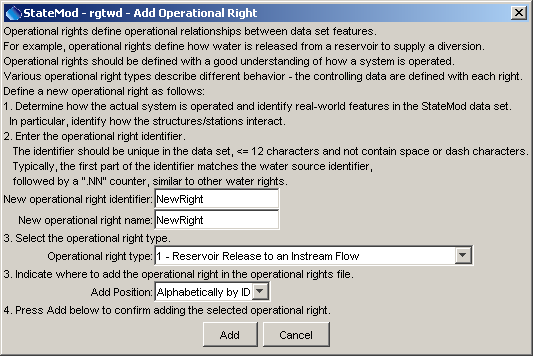 StateMod - rgtwd - Add Operational Right
Operational rights define operational relationships between data set features.
For example, operational rights define how water is released from a reservoir to supply a diversion.
Operational rights should be defined with a good understanding of how a system is operated.
Various operational right types describe different behavior - the controlling data are defined with each right.
Define a new operational right as follows:
1. Determine how the actual system is operated and identify real-world features in the StateMod data set.
In particular, identify how the structures/stations interact.
2. Enter the operational right identifier.
The identifier should be unique in the data set, <= 12 characters and not contain space or dash characters.
Typically, the first part of the identifier matches the water source identifier,
followed by a ".NN" counter, similar to other water rights.
New operational right identifier: NewRight
New operational right name: NewRight
3. Select the operational right type.
Operational right type: 1 - Reservoir Release to an Instream Flow
3. Indicate where to add the operational right in the operational rights file.
Add Position: Alphabetically by ID
4. Press Add below to confirm adding the selected operational right.
Add Cancel